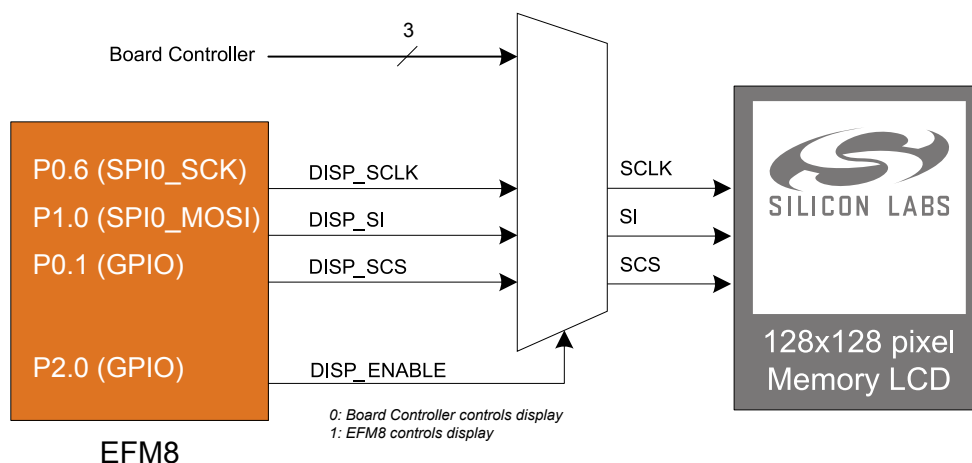 3
Board Controller
P0.6 (SPI0_SCK)
DISP_SCLK
SCLK
P1.0 (SPI0_MOSI)
DISP_SI
SI
P0.1 (GPIO)
DISP_SCS
SCS
SILICON LABS
P2.0 (GPIO)
DISP_ENABLE
128x128 pixel
Memory LCD
0: Board Controller controls display
1: EFM8 controls display
EFM8